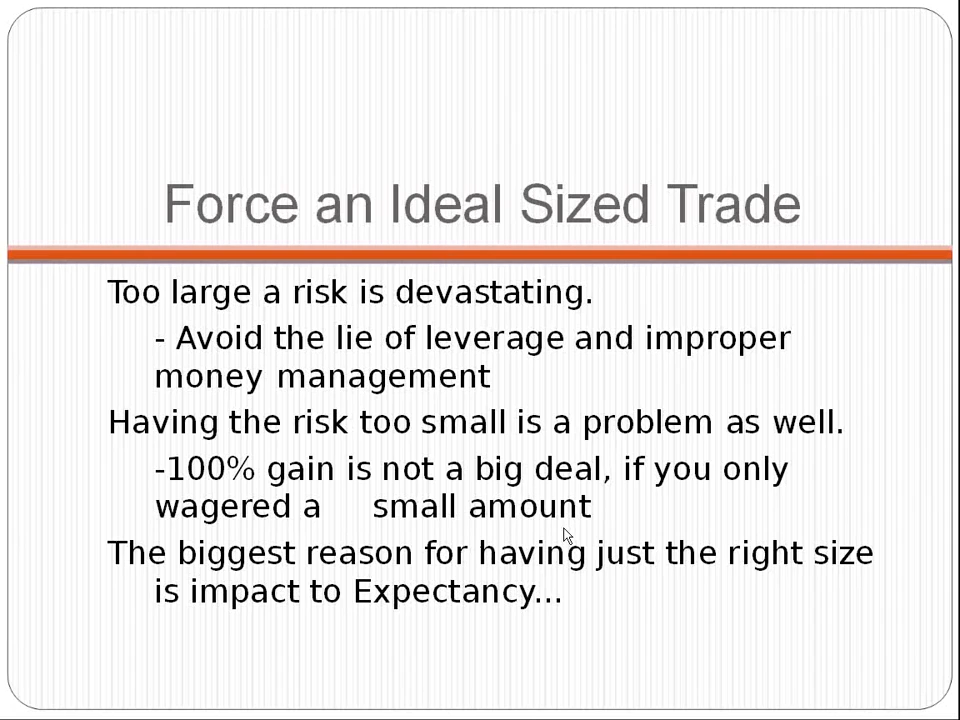 Force an Ideal Sized Trade
Too large a risk is devastating.
- Avoid the lie of leverage and improper
money management
Having the risk too small is a problem as well.
-100% gain is not a big deal, if you only
wagered a small amount
The biggest reason for having just the right size
is impact to Expectancy...